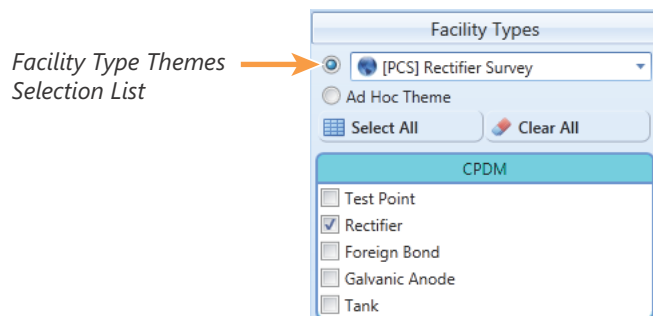 Facility Types
Facility Type Themes
Selection List
[PCS] Rectifier Survey
Ad Hoc Theme
Select All
Clear All
CPDM
Test Point
Rectifier
Foreign Bond
Galvanic Anode
Tank